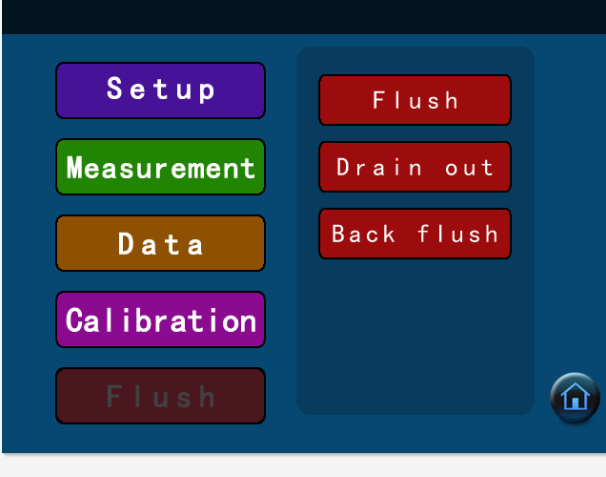 Setup
Measurement
Data
Calibration
Flush
Flush
Drain out
Back flush